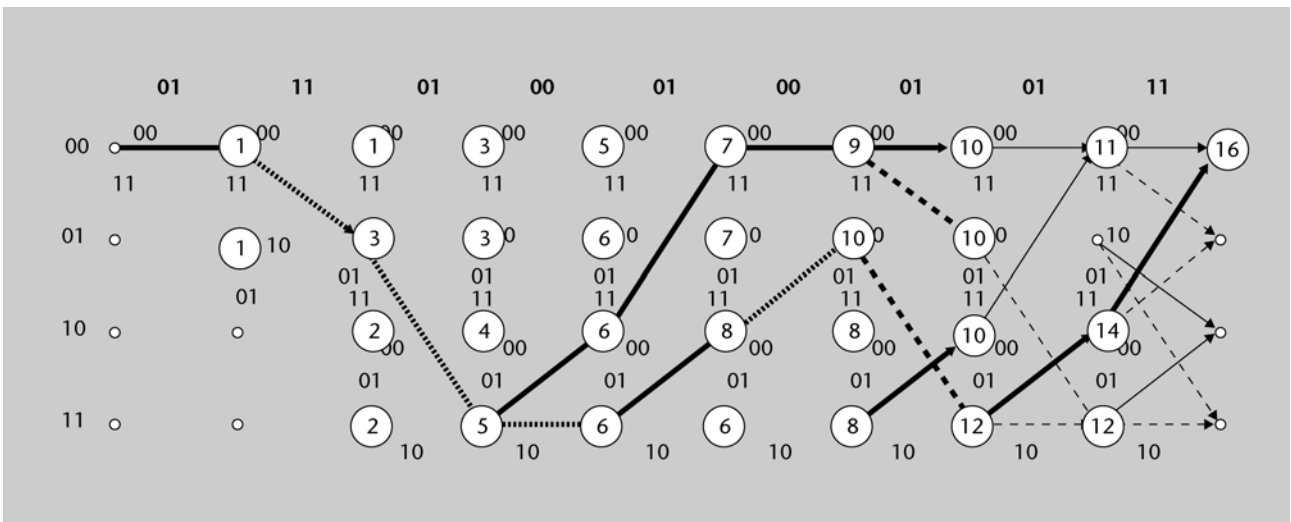 01 11 01 00 01 00 01 01 11
00 00 00 00 00 00 00 00 00 00
1 1 3 5 7 9 10 11 16
11 11 11 11 11 11 11 11 11
01 3 3 0 6 0 7 0 10 0 10 0 10
1 10
01 01 01 01 01 01 01
01 11 11 11 11 11 11 11
10 2 4 6 8 8 10 14
00 00 00 00 00 00 00
01 01 01 01 01 01 01
11 2 5 6 6 8 12 12
10 10 10 10 10 10 10